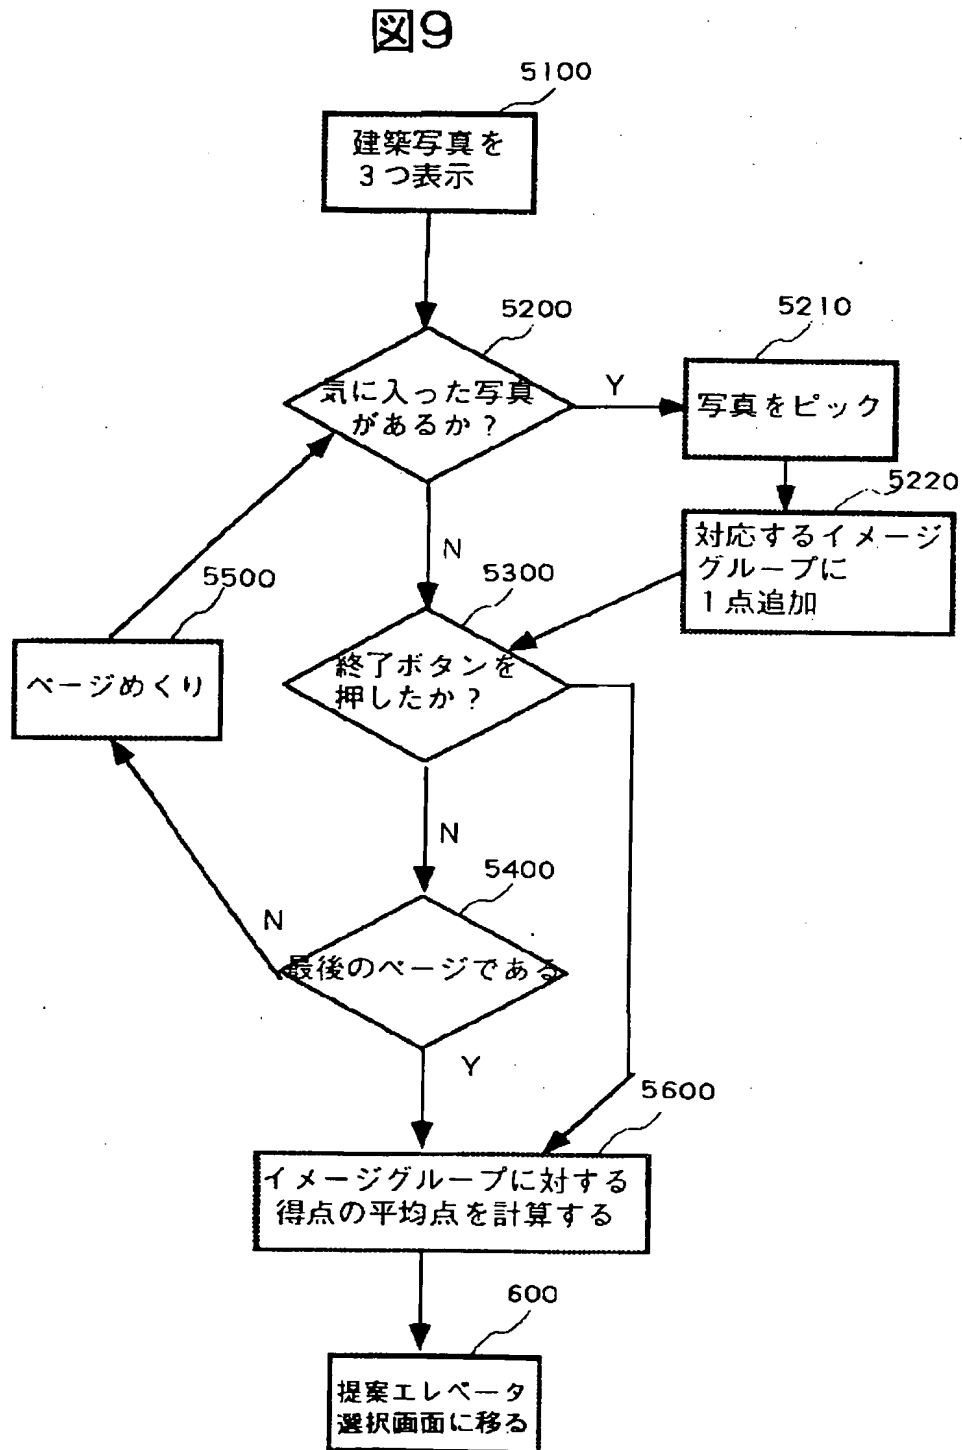 図9
5100
建築写真を
3つ表示
5200
気に入った写真
があるか?
Y
5210
写真をピック
5220
対応するイメージ
グループに
1点追加
N
5300
終了ボタンを
押したか?
5500
ページめくり
N
5400
最後のページである
N
Y
5600
イメージグループに対する
得点の平均点を計算する
600
提案エレベータ
選択画面に移る